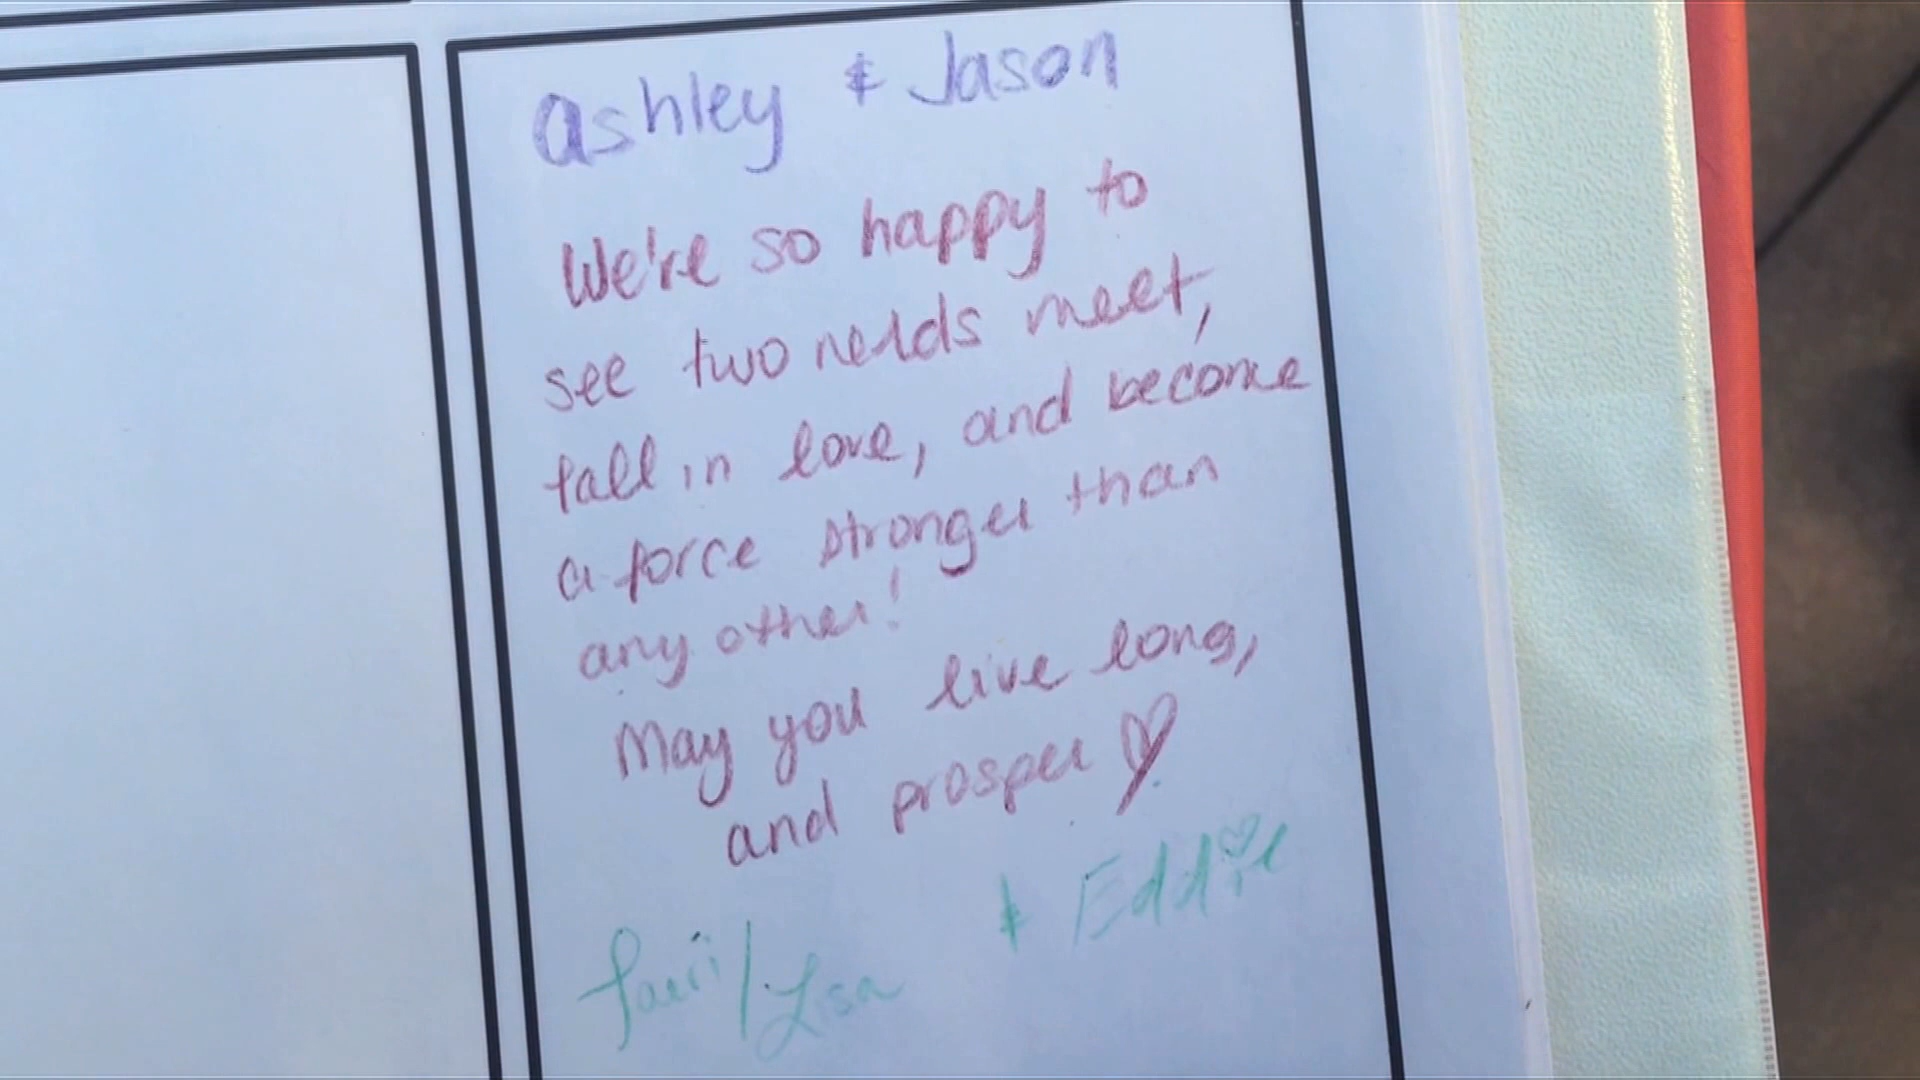 Ashley & Jason
We're so happy to
see two nerds meet,
fall in love, and become
a force stronger than
any other!
May you live long,
and prosper ♡
& Eddie
/Lisa